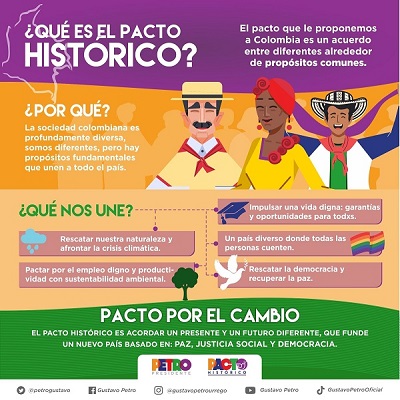 ¿QUÉ ES EL PACTO
HISTÓRICO?
El pacto que le proponemos
a Colombia es un acuerdo
entre diferentes alrededor
de propósitos comunes.
¿POR QUÉ?
La sociedad colombiana es
profundamente diversa,
somos diferentes, pero hay
propósitos fundamentales
que unen a todo el país.
¿QUÉ NOS UNE?
Impulsar una vida digna: garantías
y oportunidades para todxs.
Rescatar nuestra naturaleza y
afrontar la crisis climática.
Un país diverso donde todas las
personas cuenten.
Pactar por el empleo digno y producti-
vidad con sustentabilidad ambiental.
Rescatar la democracia y
recuperar la paz.
PACTO POR EL CAMBIO
EL PACTO HISTÓRICO ES ACORDAR UN PRESENTE Y UN FUTURO DIFERENTE, QUE FUNDE
UN NUEVO PAÍS BASADO EN: PAZ, JUSTICIA SOCIAL Y DEMOCRACIA.
PETRO
PRESIDENTE
PACTO
HISTÓRICO
@petrogustavo
Gustavo Petro
@gustavopetrourrego
Gustavo Petro
GustavoPetroOficial